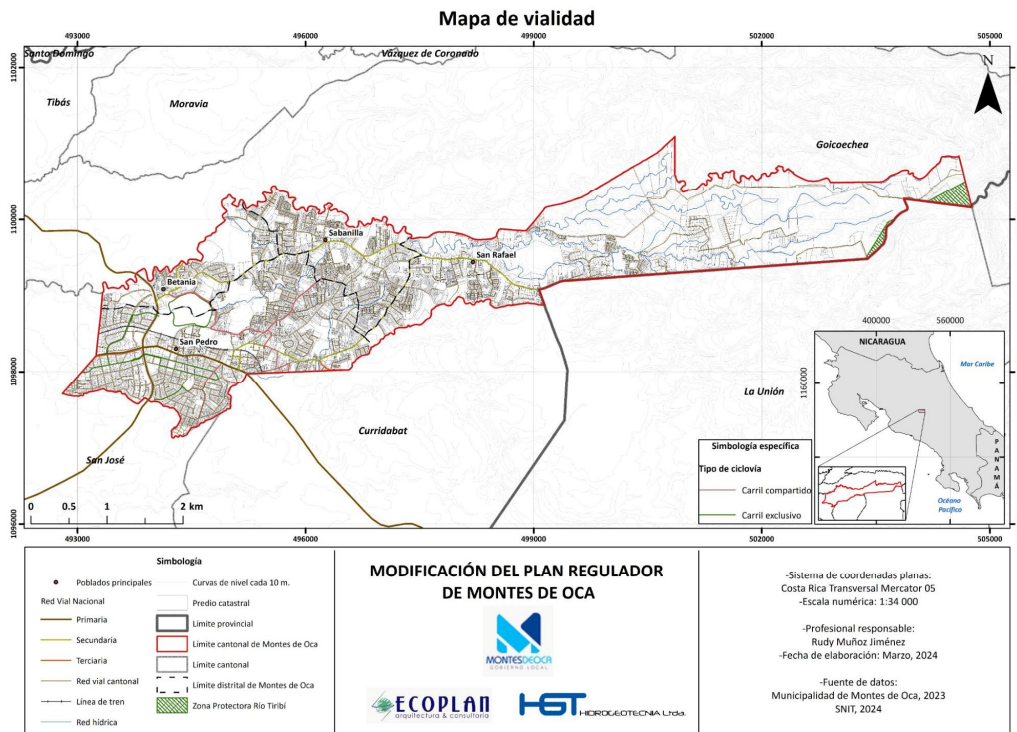 Mapa de vialidad
493000
496000
499000
502000
505000
Santo Domingo
Vázquez de Coronado
1102000
Tibás
Moravia
N
Goicoechea
1100000
Sabanilla
San Rafael
Betania
San Pedro
1098000
La Unión
Curridabat
San José
1096000
0 0.5 1 2 km
493000
496000
499000
502000
505000
400000
560000
NICARAGUA
Mar Caribe
1160000
PANAMÁ
Océano
Pacífico
Simbología específica
Tipo de ciclovía
Carril compartido
Carril exclusivo
Simbología
Poblados principales
Red Vial Nacional
Primaria
Secundaria
Terciaria
Red vial cantonal
Línea de tren
Red hídrica
Curvas de nivel cada 10 m.
Predio catastral
Límite provincial
Límite cantonal de Montes de Oca
Límite cantonal
Límite distrital de Montes de Oca
Zona Protectora Río Tiribí
MODIFICACIÓN DEL PLAN REGULADOR
DE MONTES DE OCA
MONTESDEOCA
GOBIERNO LOCAL
ECOPLAN
arquitectura & consultoría
HGT HIDROGEOTECNIA Ltda.
-Sistema de coordenadas planas:
Costa Rica Transversal Mercator 05
-Escala numérica: 1:34 000
-Profesional responsable:
Rudy Muñoz Jiménez
-Fecha de elaboración: Marzo, 2024
-Fuente de datos:
Municipalidad de Montes de Oca, 2023
SNIT, 2024